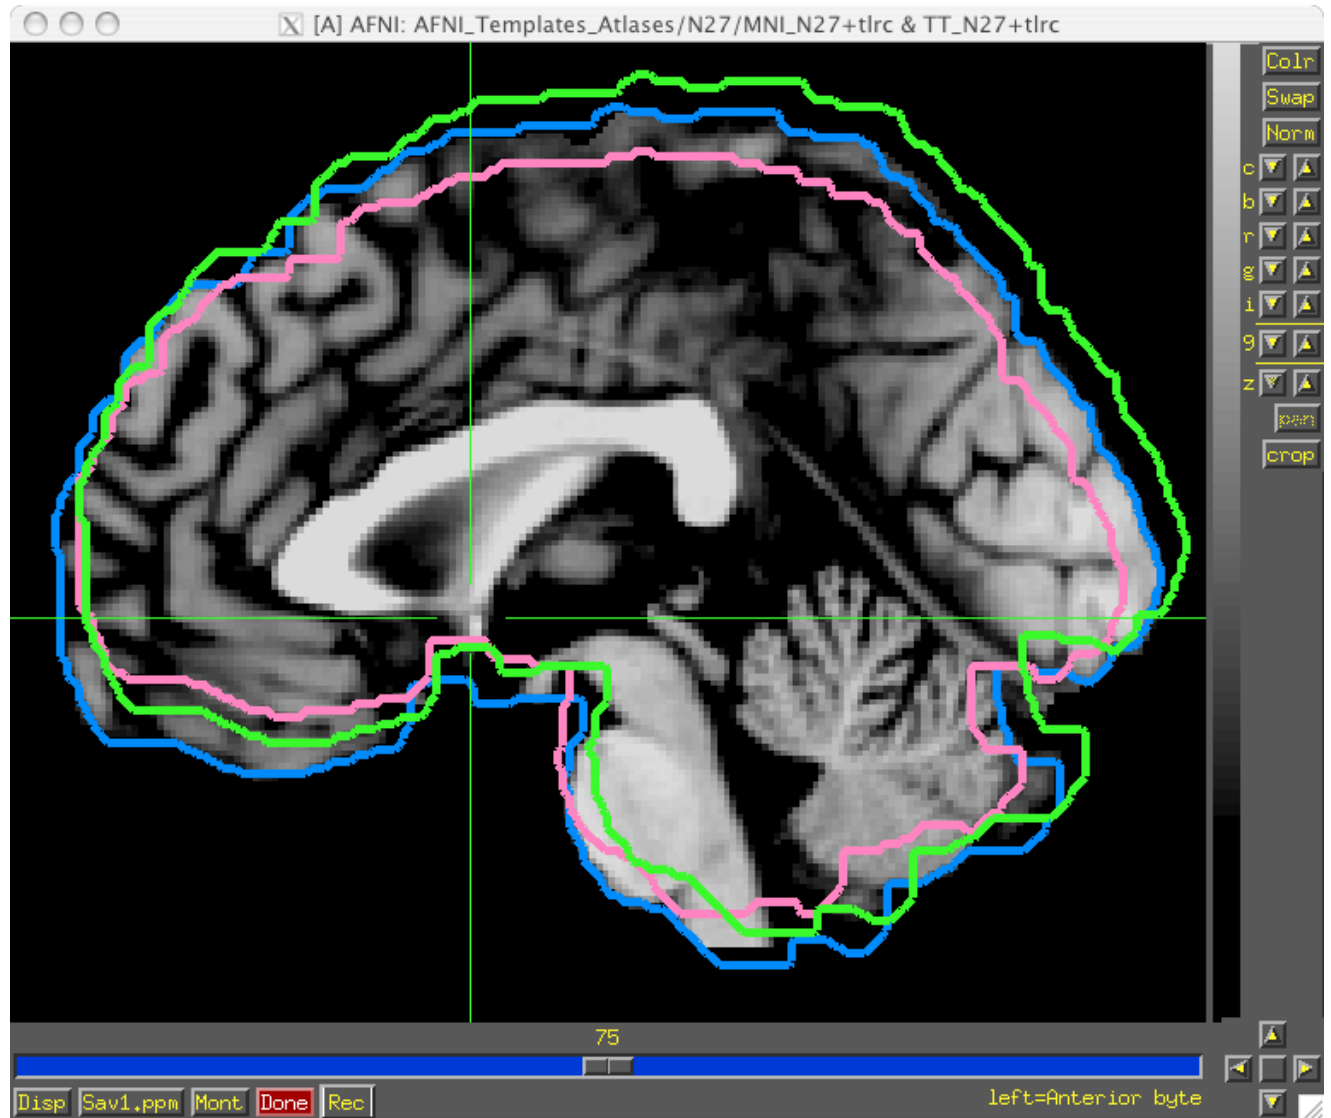 [A] AFNI: AFNI_Templates_Atlases/N27/MNI_N27+tlrc & TT_N27+tlrc
Colr
Swap
Norm
c
b
r
g
i
9
z
pan
crop
75
Disp Sav1.ppm Mont Done Rec left=Anterior byte